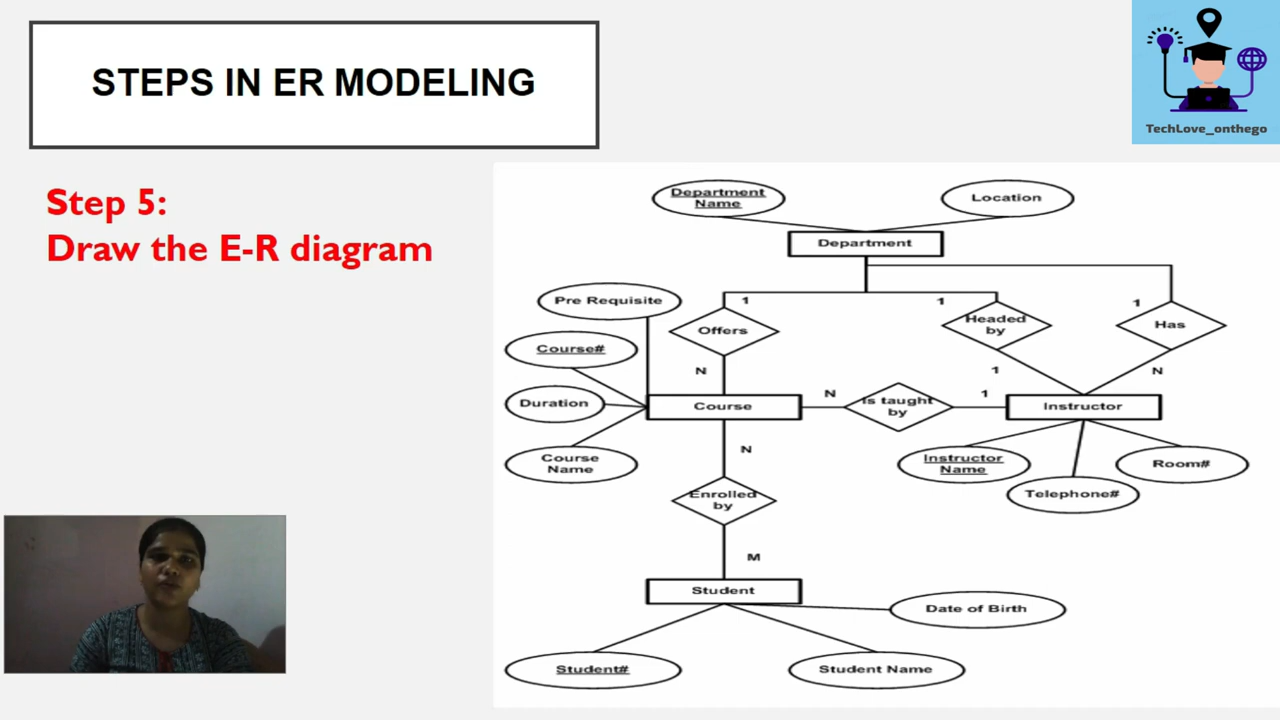 STEPS IN ER MODELING
TechLove_onthego
Step 5:
Draw the E-R diagram
Department
Name
Location
Department
Pre Requisite
1
1
1
Offers
Headed
by
Has
Course#
N
1
N
Duration
Course
N
Is taught
by
1
Instructor
Course
Name
N
Instructor
Name
Room#
Telephone#
Enrolled
by
M
Student
Date of Birth
Student#
Student Name